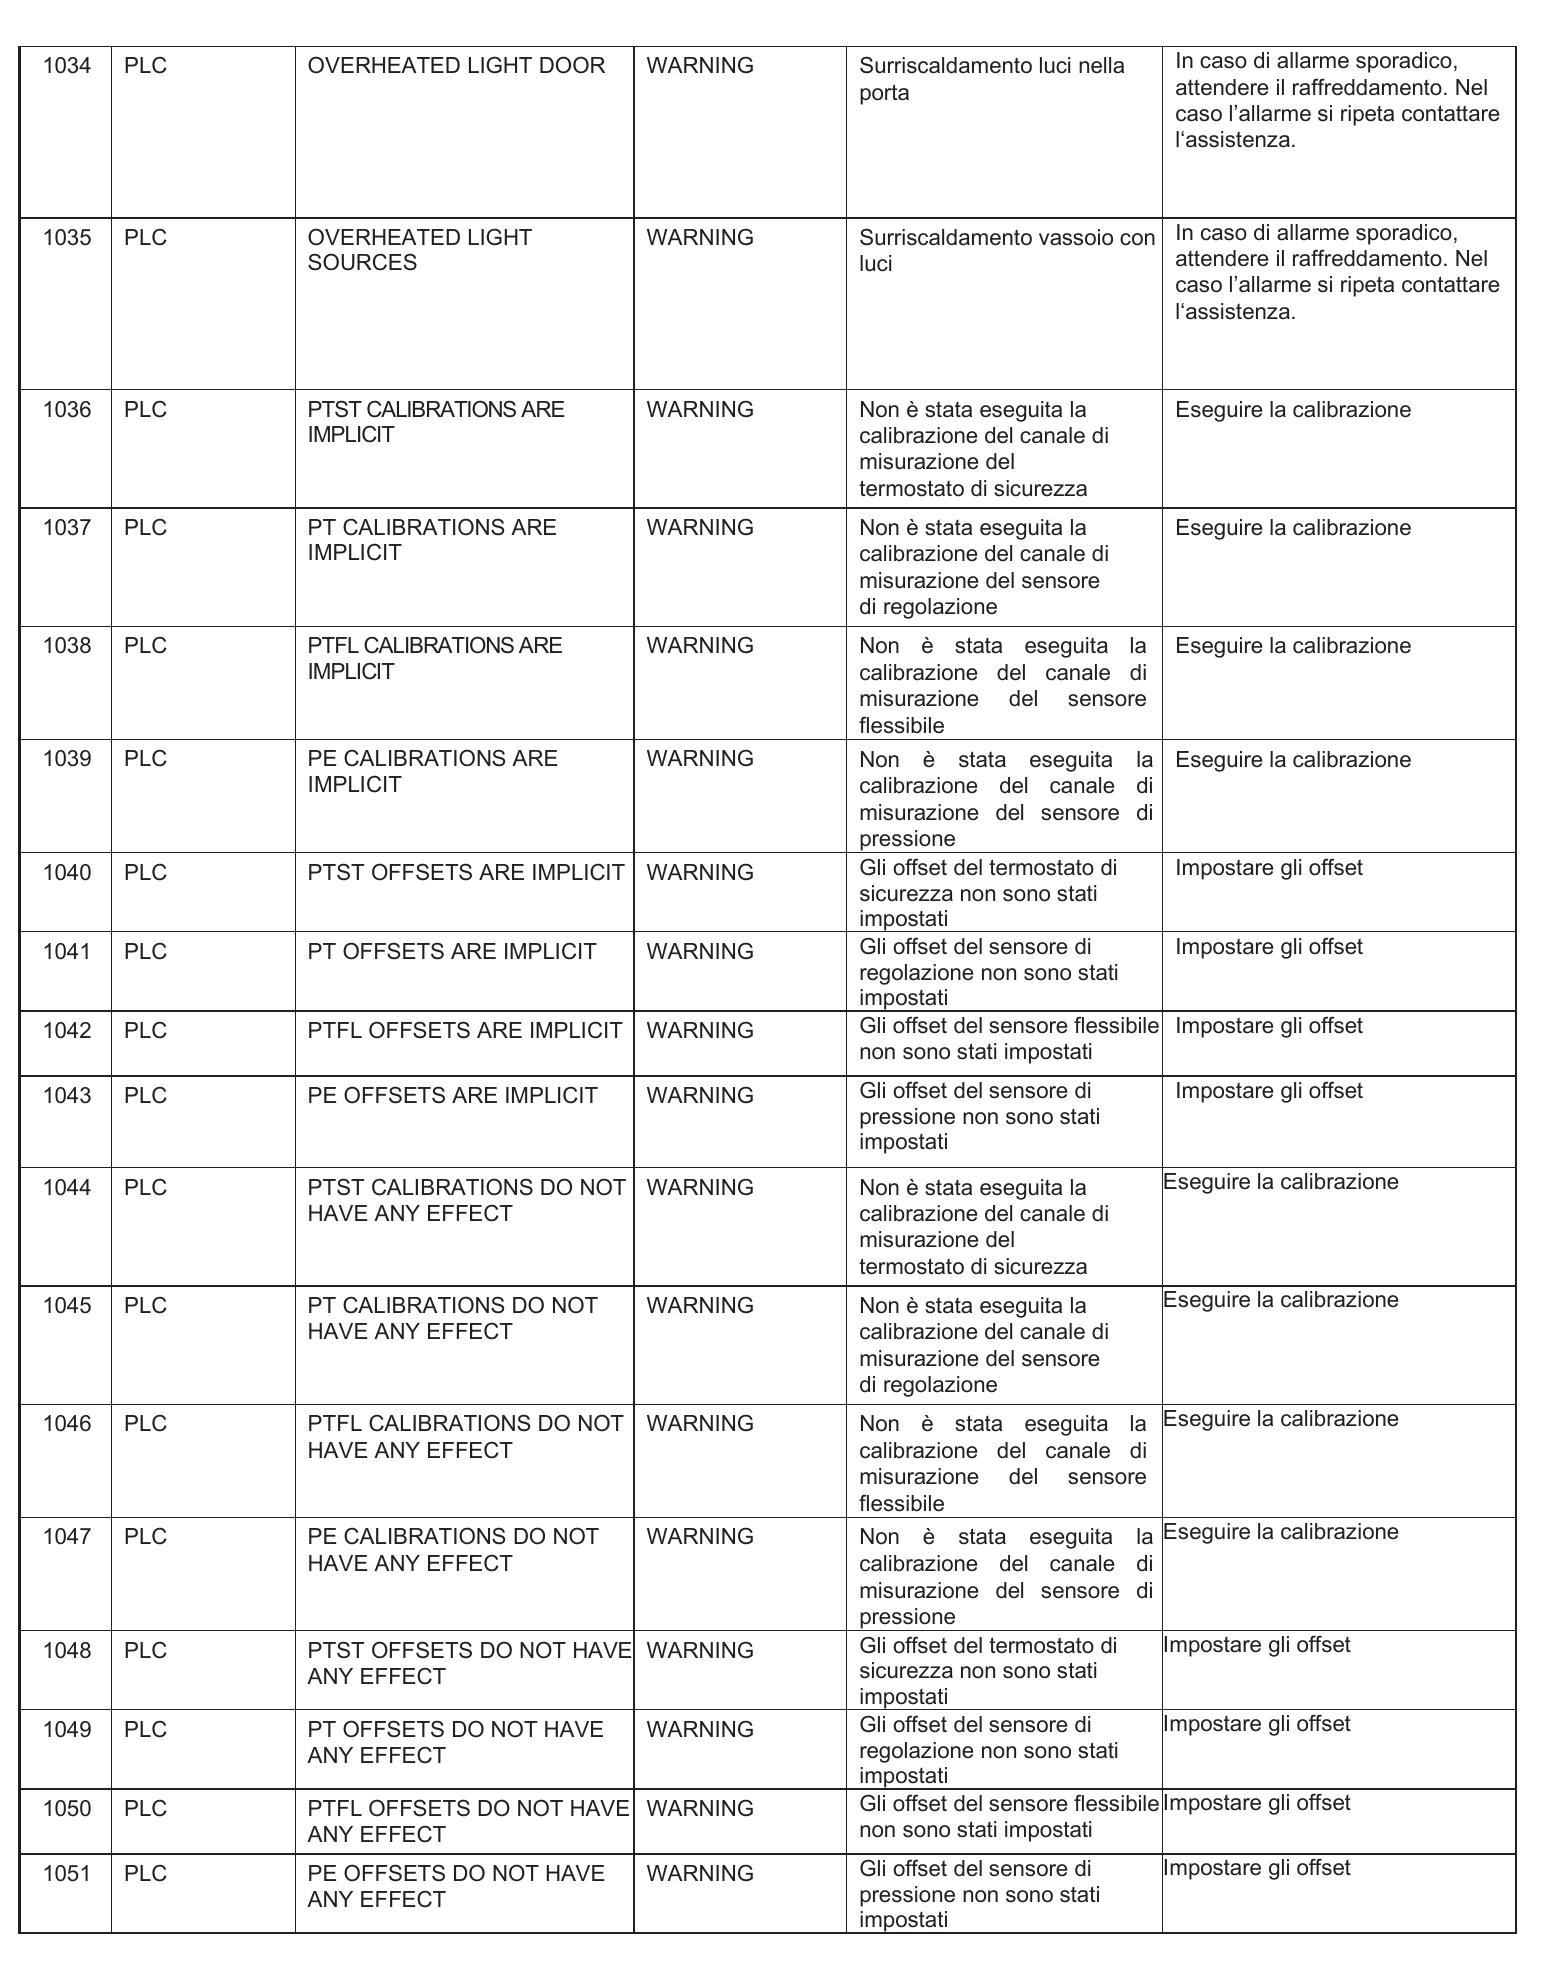 1034 PLC OVERHEATED LIGHT DOOR WARNING Surriscaldamento luci nella
porta
In caso di allarme sporadico,
attendere il raffreddamento. Nel
caso l’allarme si ripeta contattare
l‘assistenza.
1035 PLC OVERHEATED LIGHT
SOURCES
WARNING Surriscaldamento vassoio con
luci
In caso di allarme sporadico,
attendere il raffreddamento. Nel
caso l’allarme si ripeta contattare
l‘assistenza.
1036 PLC PTST CALIBRATIONS ARE
IMPLICIT
WARNING Non è stata eseguita la
calibrazione del canale di
misurazione del
termostato di sicurezza
Eseguire la calibrazione
1037 PLC PT CALIBRATIONS ARE
IMPLICIT
WARNING Non è stata eseguita la
calibrazione del canale di
misurazione del sensore
di regolazione
Eseguire la calibrazione
1038 PLC PTFL CALIBRATIONS ARE
IMPLICIT
WARNING Non è stata eseguita la
calibrazione del canale di
misurazione del sensore
flessibile
Eseguire la calibrazione
1039 PLC PE CALIBRATIONS ARE
IMPLICIT
WARNING Non è stata eseguita la
calibrazione del canale di
misurazione del sensore di
pressione
Eseguire la calibrazione
1040 PLC PTST OFFSETS ARE IMPLICIT WARNING Gli offset del termostato di
sicurezza non sono stati
impostati
Impostare gli offset
1041 PLC PT OFFSETS ARE IMPLICIT WARNING Gli offset del sensore di
regolazione non sono stati
impostati
Impostare gli offset
1042 PLC PTFL OFFSETS ARE IMPLICIT WARNING Gli offset del sensore flessibile
non sono stati impostati
Impostare gli offset
1043 PLC PE OFFSETS ARE IMPLICIT WARNING Gli offset del sensore di
pressione non sono stati
impostati
Impostare gli offset
1044 PLC PTST CALIBRATIONS DO NOT
HAVE ANY EFFECT
WARNING Non è stata eseguita la
calibrazione del canale di
misurazione del
termostato di sicurezza
Eseguire la calibrazione
1045 PLC PT CALIBRATIONS DO NOT
HAVE ANY EFFECT
WARNING Non è stata eseguita la
calibrazione del canale di
misurazione del sensore
di regolazione
Eseguire la calibrazione
1046 PLC PTFL CALIBRATIONS DO NOT
HAVE ANY EFFECT
WARNING Non è stata eseguita la
calibrazione del canale di
misurazione del sensore
flessibile
Eseguire la calibrazione
1047 PLC PE CALIBRATIONS DO NOT
HAVE ANY EFFECT
WARNING Non è stata eseguita la
calibrazione del canale di
misurazione del sensore di
pressione
Eseguire la calibrazione
1048 PLC PTST OFFSETS DO NOT HAVE
ANY EFFECT
WARNING Gli offset del termostato di
sicurezza non sono stati
impostati
Impostare gli offset
1049 PLC PT OFFSETS DO NOT HAVE
ANY EFFECT
WARNING Gli offset del sensore di
regolazione non sono stati
impostati
Impostare gli offset
1050 PLC PTFL OFFSETS DO NOT HAVE
ANY EFFECT
WARNING Gli offset del sensore flessibile
non sono stati impostati
Impostare gli offset
1051 PLC PE OFFSETS DO NOT HAVE
ANY EFFECT
WARNING Gli offset del sensore di
pressione non sono stati
impostati
Impostare gli offset